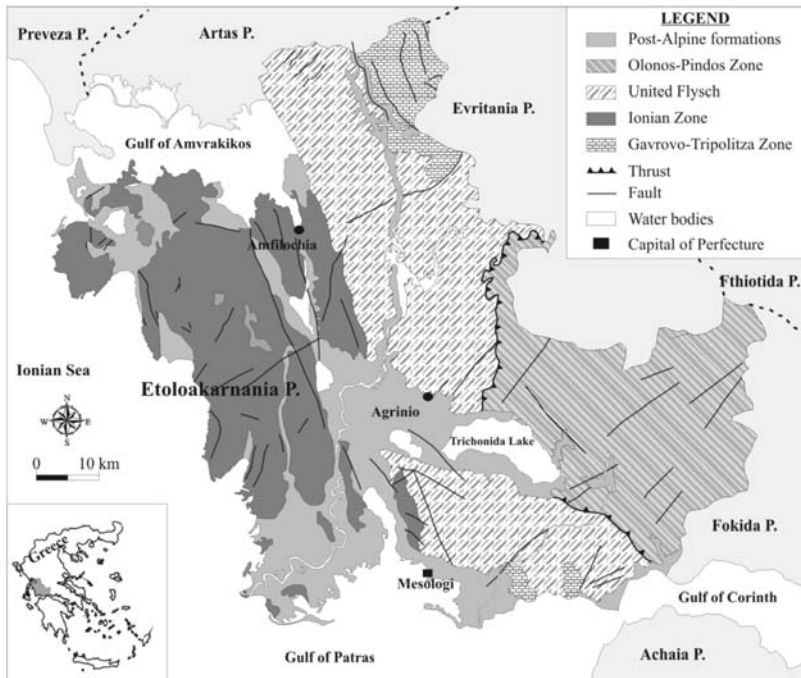 Preveza P.
Artas P.
Evritania P.
Gulf of Amvrakikos
Amfilochia
Fthiotida P.
Ionian Sea
Etoloakarnania P.
N
W E
S
0 10 km
Agrinio
Trichonida Lake
Fokida P.
Greece
Mesologi
Gulf of Corinth
Gulf of Patras
Achaia P.
LEGEND
Post-Alpine formations
Olonos-Pindos Zone
United Flysch
Ionian Zone
Gavrovo-Tripolitza Zone
Thrust
Fault
Water bodies
Capital of Perfecture